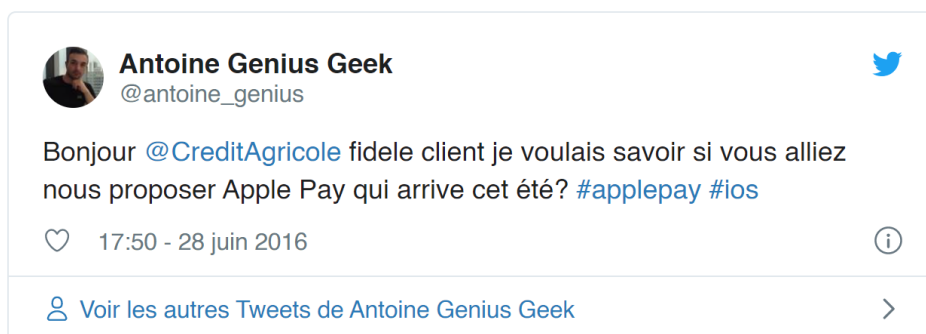 Antoine Genius Geek
@antoine_genius
Bonjour @CreditAgricole fidele client je voulais savoir si vous alliez
nous proposer Apple Pay qui arrive cet été? #applepay #ios
17:50 - 28 juin 2016
Voir les autres Tweets de Antoine Genius Geek